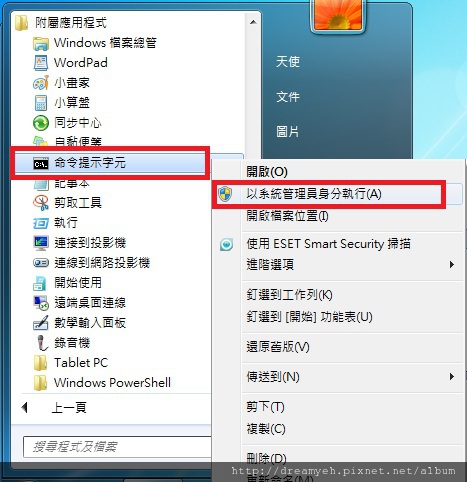 附屬應用程式
Windows 檔案總管
WordPad
小畫家
小算盤
同步中心
自動便箋
命令提示字元
記事本
剪取工具
執行
連接到投影機
連線到網路投影機
開始使用
遠端桌面連線
數學輸入面板
錄音機
Tablet PC
Windows PowerShell
上一頁
搜尋程式及檔案
天使
文件
圖片
開啟(O)
以系統管理員身分執行(A)
開啟檔案位置(I)
使用 ESET Smart Security 掃描
進階選項
釘選到工作列(K)
釘選到 [開始] 功能表(U)
還原舊版(V)
傳送到(N)
剪下(T)
複製(C)
刪除(D)
重新命名(M)
http://dreamyeh.pixnet.net/album